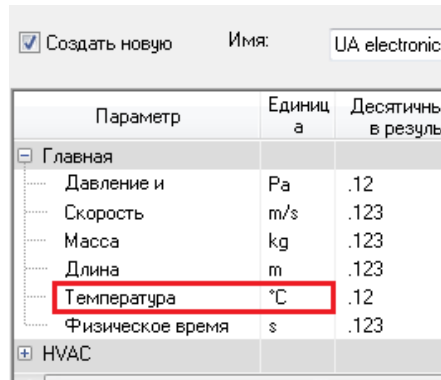 Создать новую Имя: UA electronic
Параметр Единиц а Десятичнь в резуль
Главная
Давление и Pa .12
Скорость m/s .123
Масса kg .123
Длина m .123
Температура °C .12
Физическое время s .123
HVAC